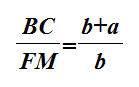 BC/FM = b+a/b